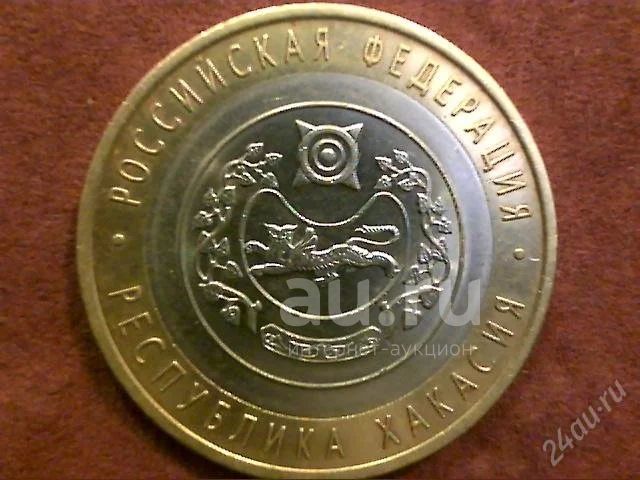 РОССИЙСКАЯ ФЕДЕРАЦИЯ
• РЕСПУБЛИКА ХАКАСИЯ •
au.ru
интернет-аукцион
24au.ru